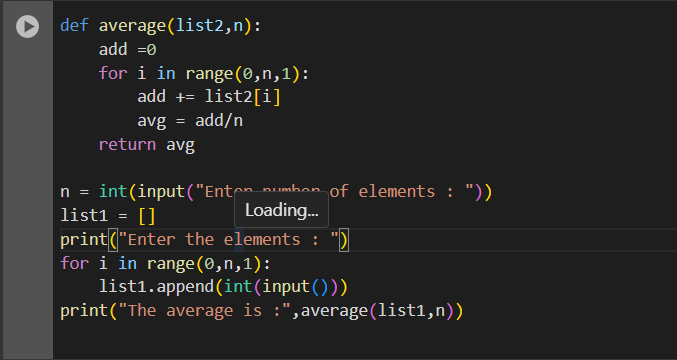 def average(list2,n):
    add =0
    for i in range(0,n,1):
        add += list2[i]
        avg = add/n
    return avg
n = int(input("Enter number of elements : "))
list1 = []
Loading...
print("Enter the elements : ")
for i in range(0,n,1):
    list1.append(int(input()))
print("The average is :",average(list1,n))